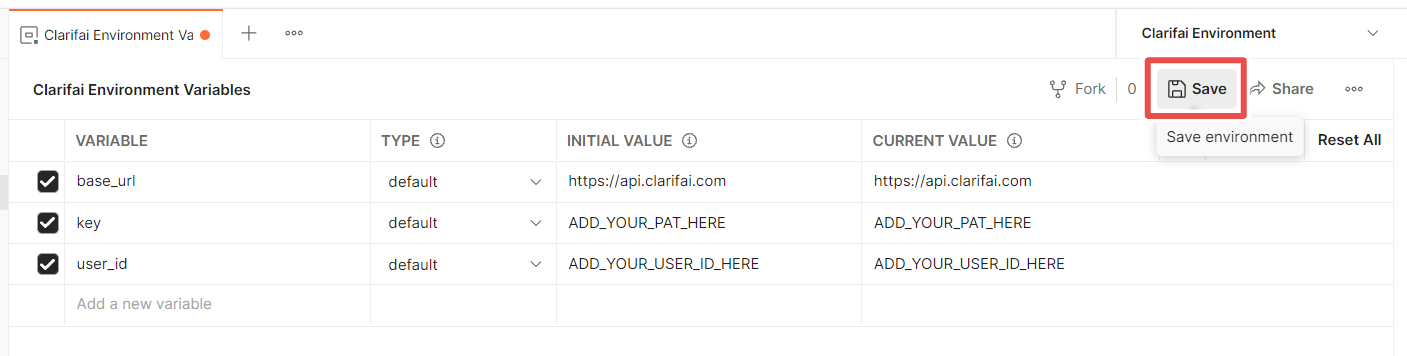 Clarifai Environment Va
Clarifai Environment
Clarifai Environment Variables
Fork 0 Save Share
Save environment
VARIABLE TYPE INITIAL VALUE CURRENT VALUE Reset All
base_url default https://api.clarifai.com https://api.clarifai.com
key default ADD_YOUR_PAT_HERE ADD_YOUR_PAT_HERE
user_id default ADD_YOUR_USER_ID_HERE ADD_YOUR_USER_ID_HERE
Add a new variable